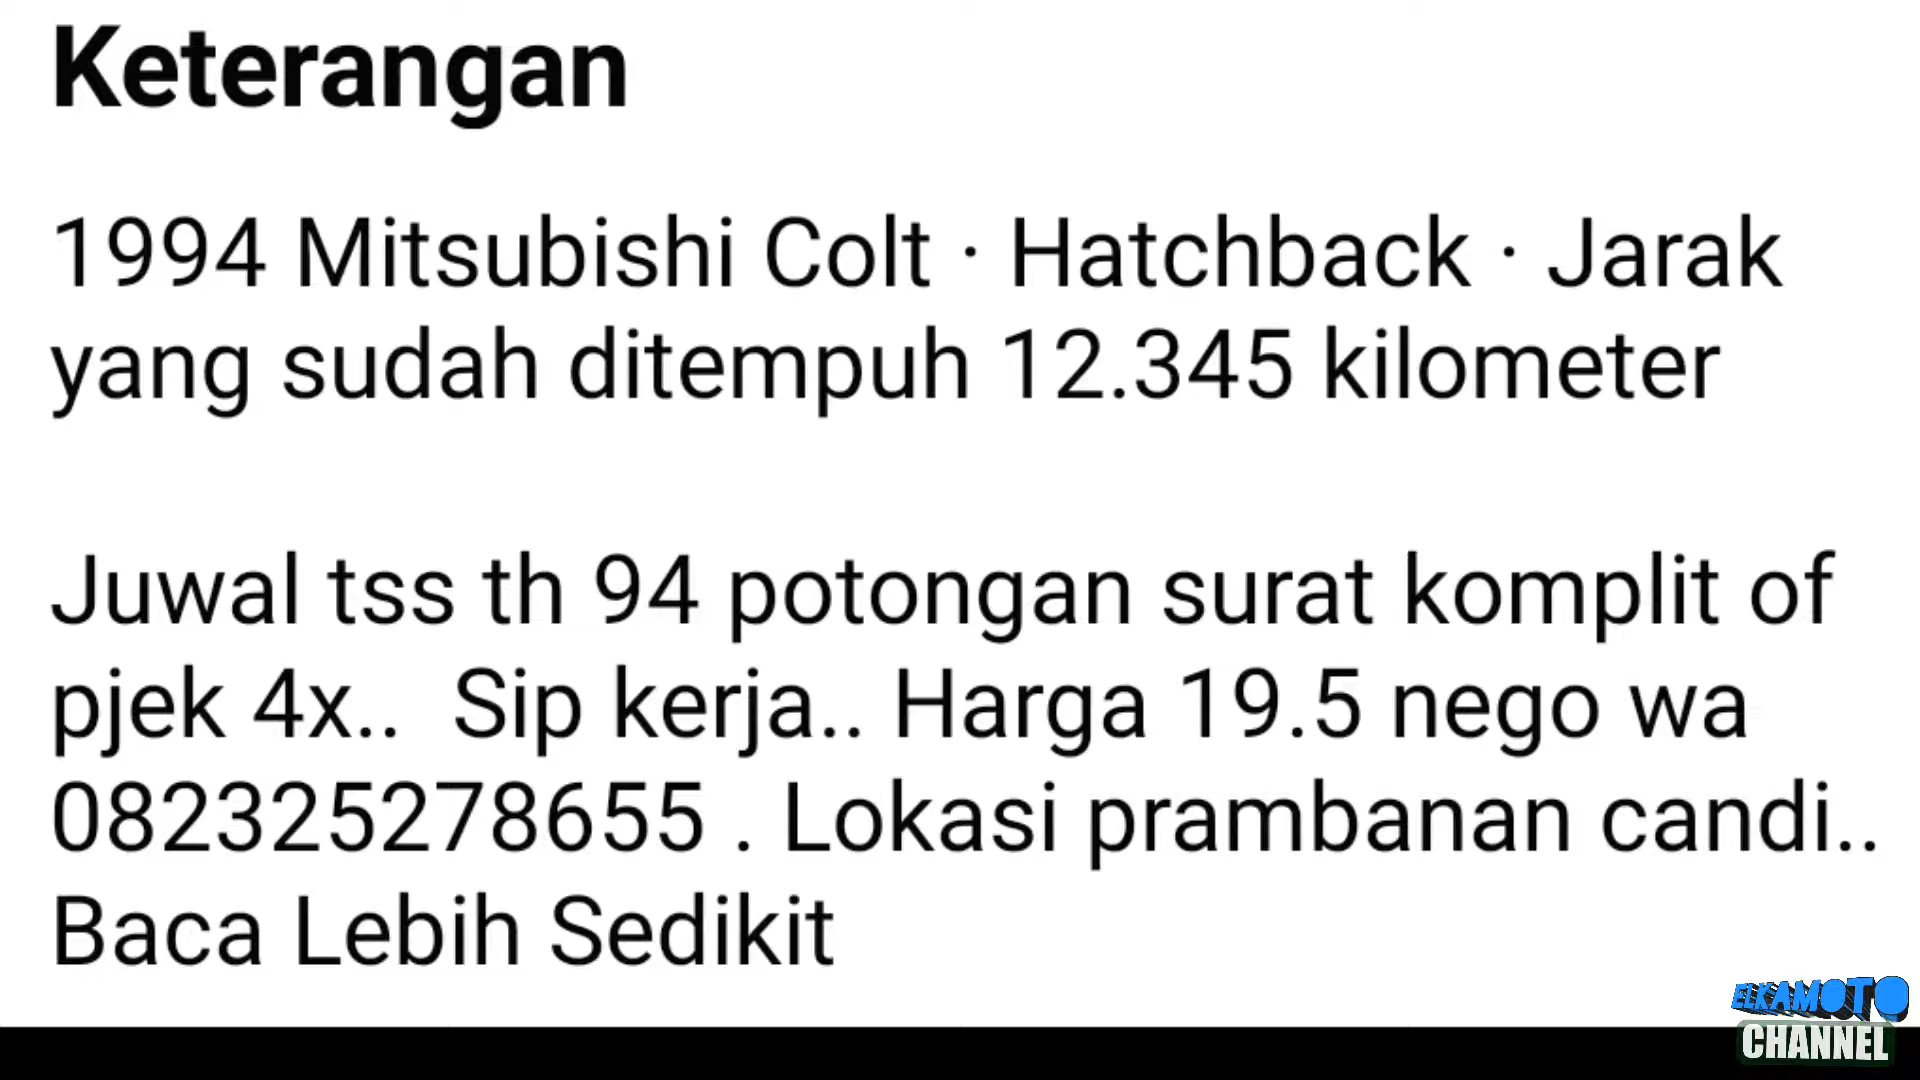 Keterangan
1994 Mitsubishi Colt · Hatchback · Jarak
yang sudah ditempuh 12.345 kilometer
Juwal tss th 94 potongan surat komplit of
pjek 4x..  Sip kerja.. Harga 19.5 nego wa
082325278655 . Lokasi prambanan candi..
Baca Lebih Sedikit
ELKAMOTO
CHANNEL